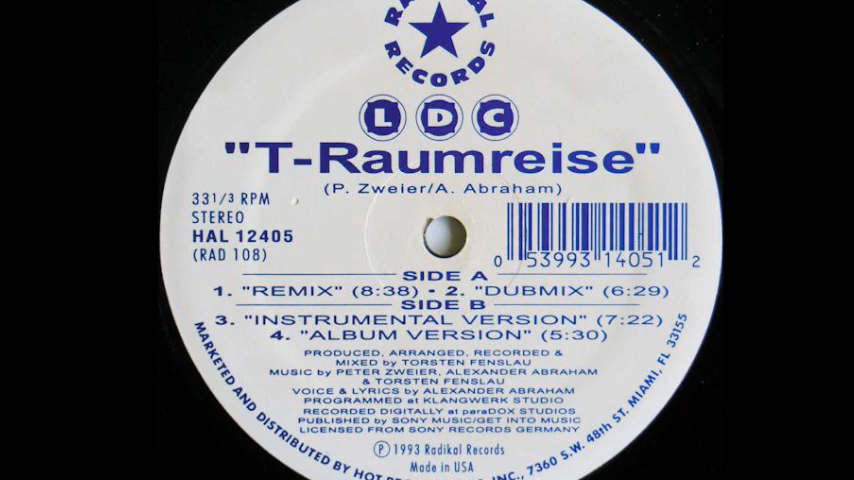 RECORDS
LDC
"T-Raumreise"
(P. Zweier/A. Abraham)
33 1/3 RPM
STEREO
HAL 12405
(RAD 108)
0 53993 14051 2
SIDE A
1. "REMIX" (8:38) • 2. "DUBMIX" (6:29)
SIDE B
3. "INSTRUMENTAL VERSION" (7:22)
4. "ALBUM VERSION" (5:30)
PRODUCED, ARRANGED, RECORDED &
MIXED by TORSTEN FENSLAU
MUSIC by PETER ZWEIER, ALEXANDER ABRAHAM
& TORSTEN FENSLAU
VOICE & LYRICS by ALEXANDER ABRAHAM
PROGRAMMED at KLANGWERK STUDIO
RECORDED DIGITALLY at paraDOX STUDIOS
PUBLISHED by SONY MUSIC/GET INTO MUSIC
LICENSED FROM SONY RECORDS GERMANY
Ⓟ 1993 Radikal Records
Made in USA
MARKETED AND DISTRIBUTED BY HOT INC., 7360 S.W. 48th ST. MIAMI, FL 33155